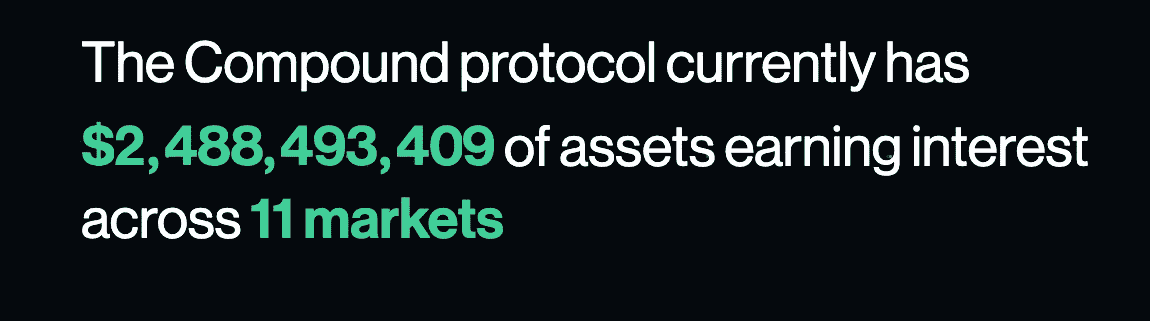 The Compound protocol currently has
$2,488,493,409 of assets earning interest
across 11 markets